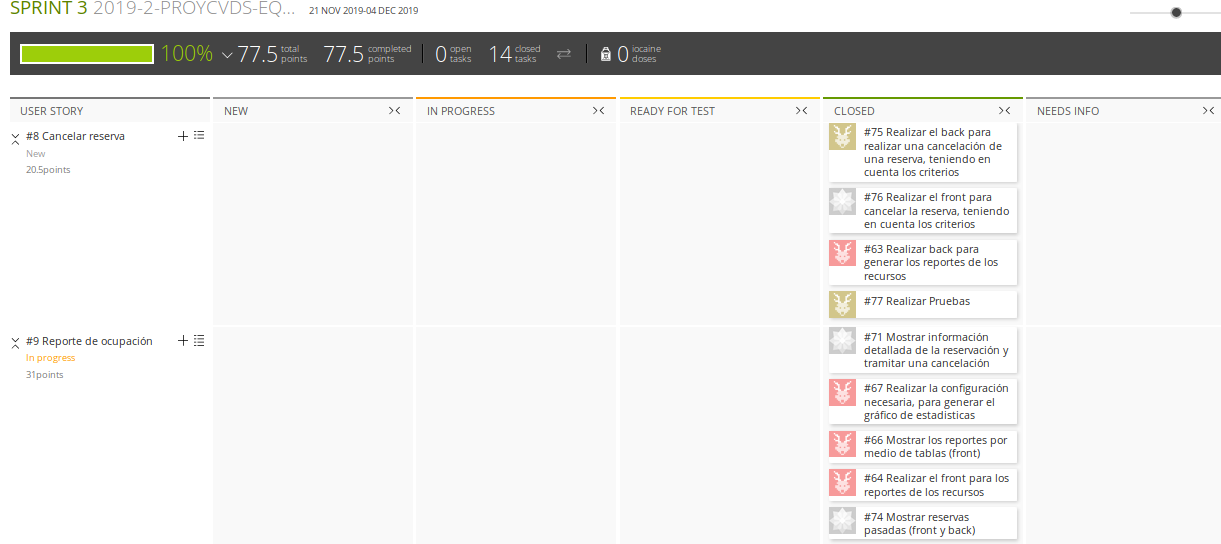 SPRINT 3 2019-2-PROYCVDS-EQ... 21 NOV 2019-04 DEC 2019
100% 77.5 total points 77.5 completed points 0 open tasks 14 closed tasks 0 iocaine doses
USER STORY NEW IN PROGRESS READY FOR TEST CLOSED NEEDS INFO
#8 Cancelar reserva
New
20.5points
#75 Realizar el back para
realizar una cancelación de
una reserva, teniendo en
cuenta los criterios
#76 Realizar el front para
cancelar la reserva, teniendo
en cuenta los criterios
#63 Realizar back para
generar los reportes de los
recursos
#77 Realizar Pruebas
#9 Reporte de ocupación
In progress
31points
#71 Mostrar información
detallada de la reservación y
tramitar una cancelación
#67 Realizar la configuración
necesaria, para generar el
gráfico de estadisticas
#66 Mostrar los reportes por
medio de tablas (front)
#64 Realizar el front para los
reportes de los recursos
#74 Mostrar reservas
pasadas (front y back)